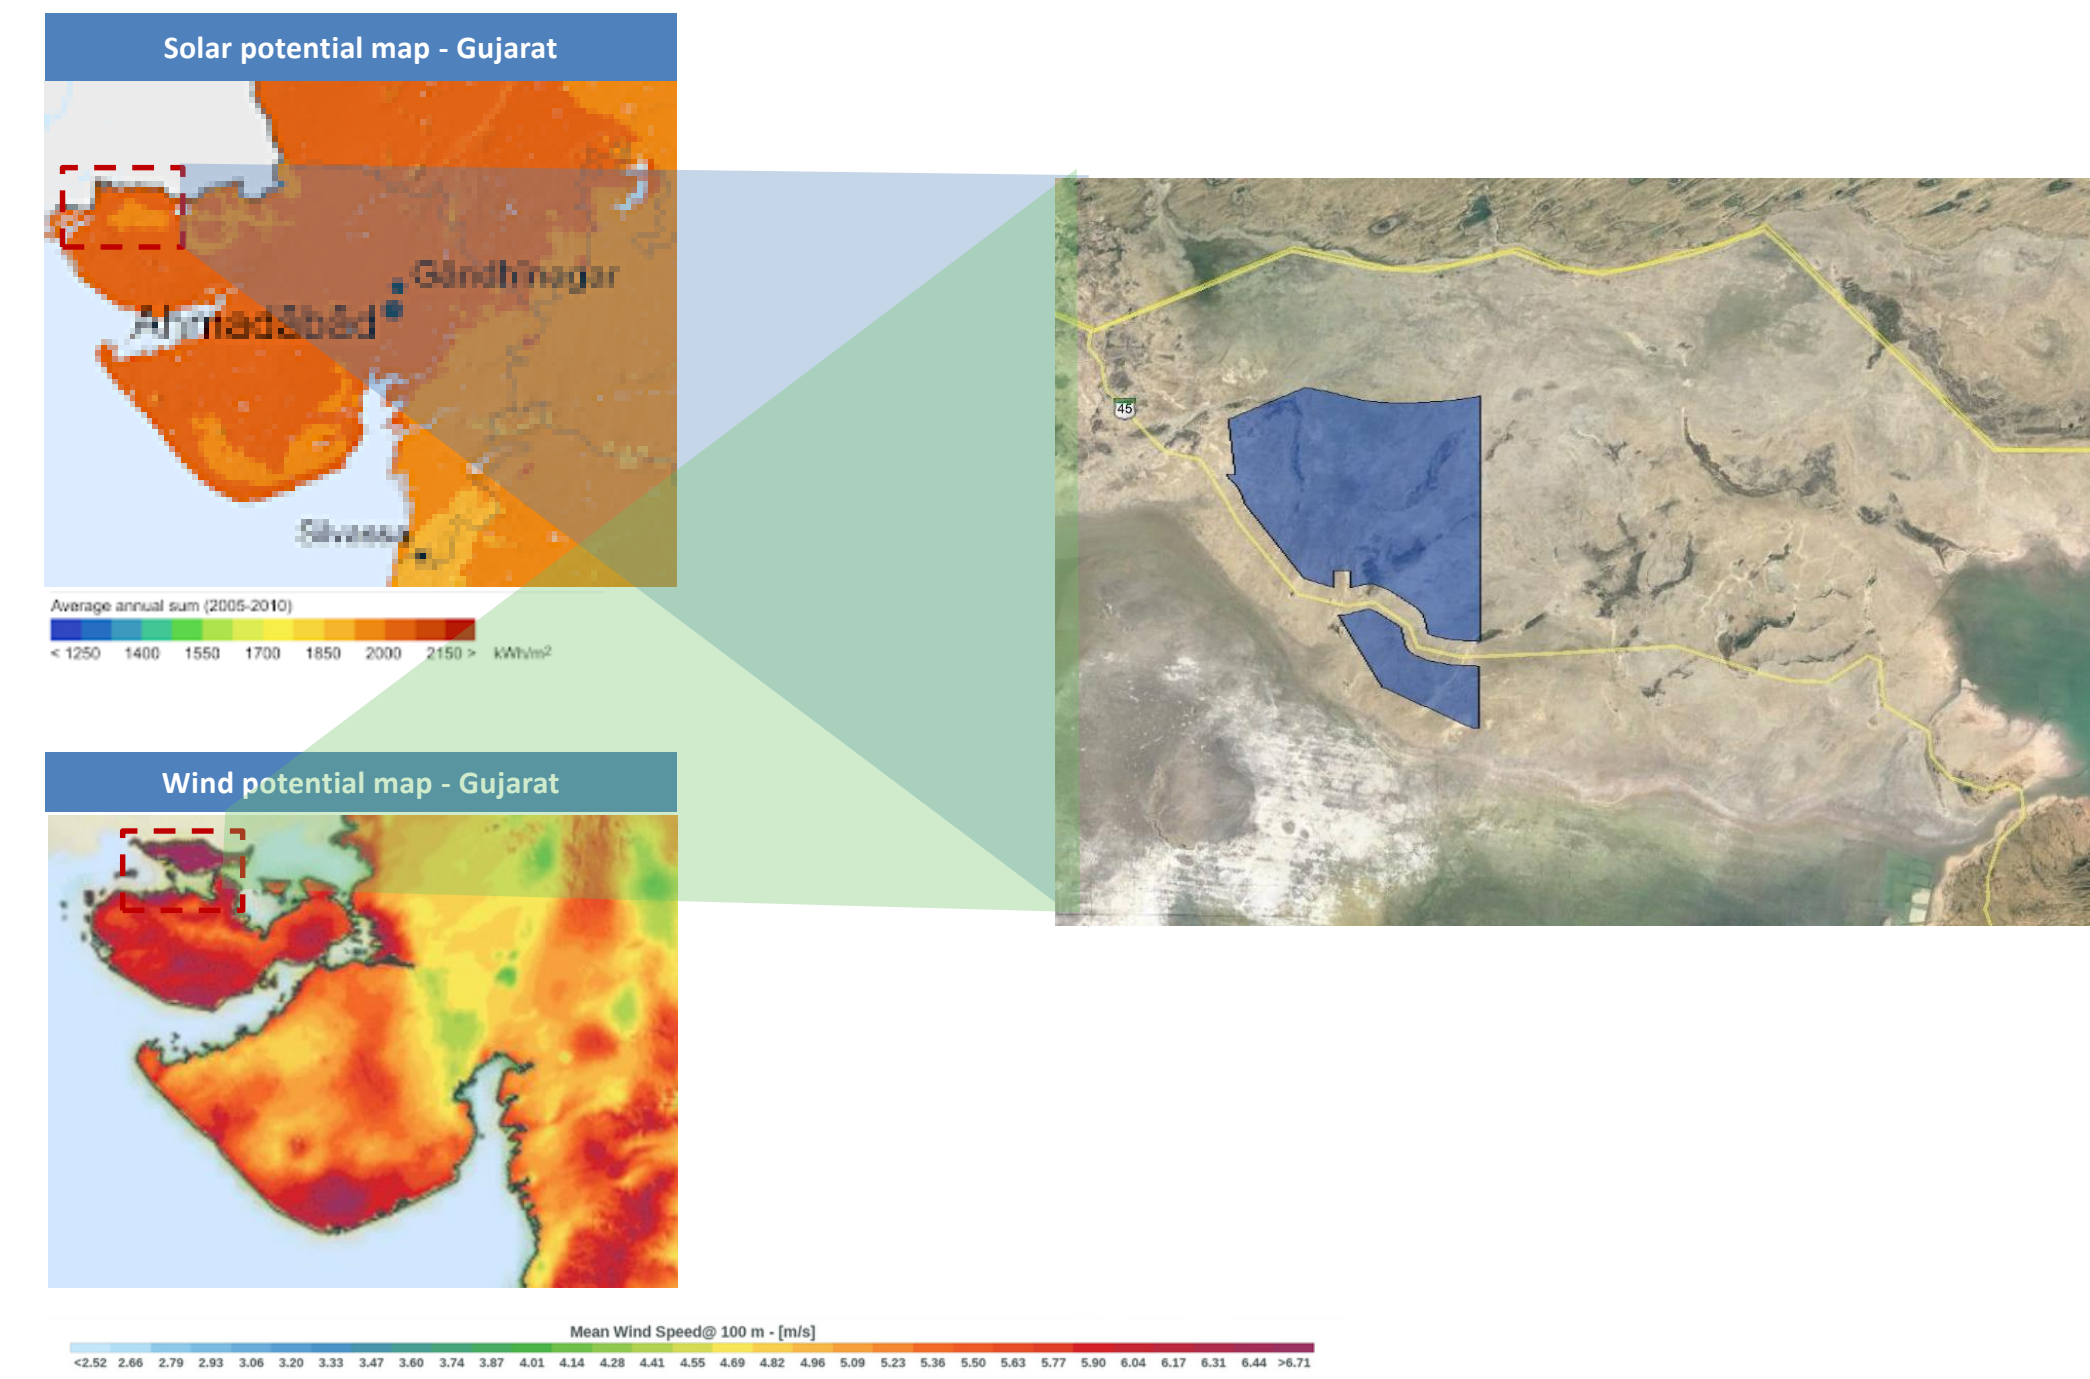 Solar potential map - Gujarat
Gāndhīnagar
Ahmadābād
Silvassa
Average annual sum (2005-2010)
< 1250 1400 1550 1700 1850 2000 2150 > kWh/m2
45
Wind potential map - Gujarat
Mean Wind Speed@ 100 m - [m/s]
<2.52 2.66 2.79 2.93 3.06 3.20 3.33 3.47 3.60 3.74 3.87 4.01 4.14 4.28 4.41 4.55 4.69 4.82 4.96 5.09 5.23 5.36 5.50 5.63 5.77 5.90 6.04 6.17 6.31 6.44 >6.71